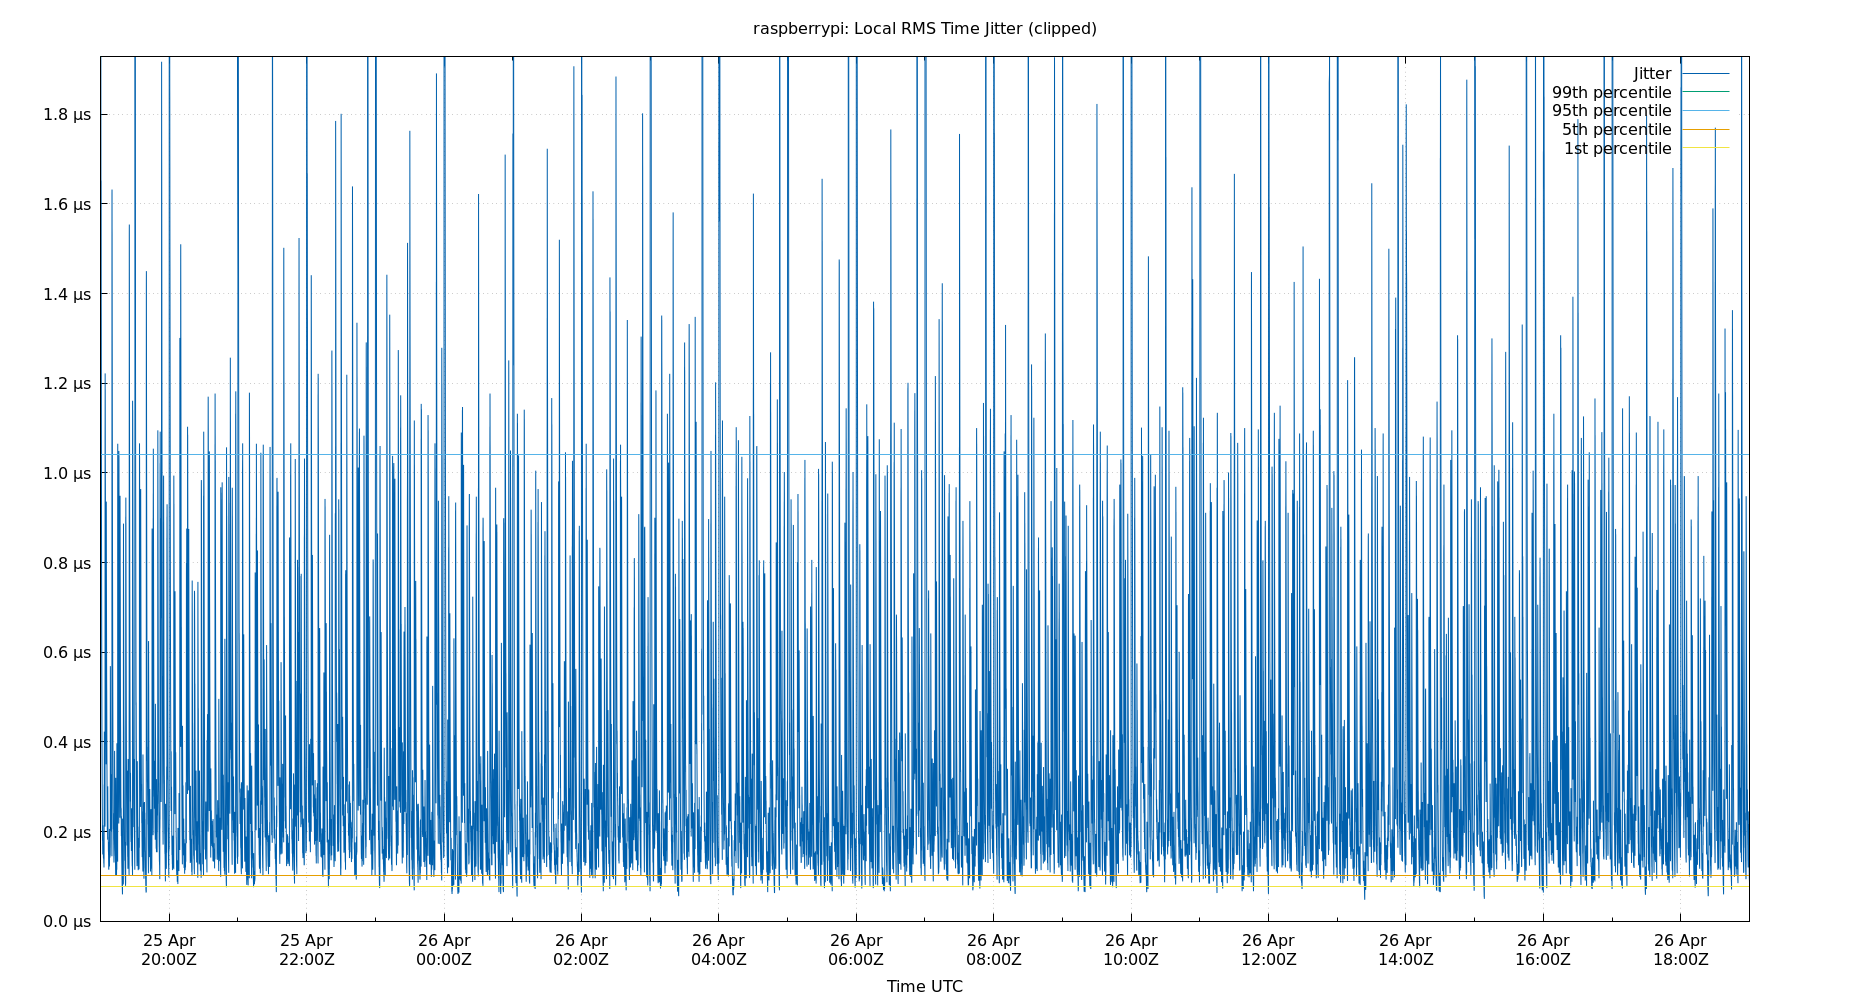 raspberrypi: Local RMS Time Jitter (clipped)
Jitter
99th percentile
95th percentile
5th percentile
1st percentile
1.8 µs
1.6 µs
1.4 µs
1.2 µs
1.0 µs
0.8 µs
0.6 µs
0.4 µs
0.2 µs
0.0 µs
25 Apr 25 Apr 26 Apr 26 Apr 26 Apr 26 Apr 26 Apr 26 Apr 26 Apr 26 Apr 26 Apr 26 Apr
20:00Z 22:00Z 00:00Z 02:00Z 04:00Z 06:00Z 08:00Z 10:00Z 12:00Z 14:00Z 16:00Z 18:00Z
Time UTC